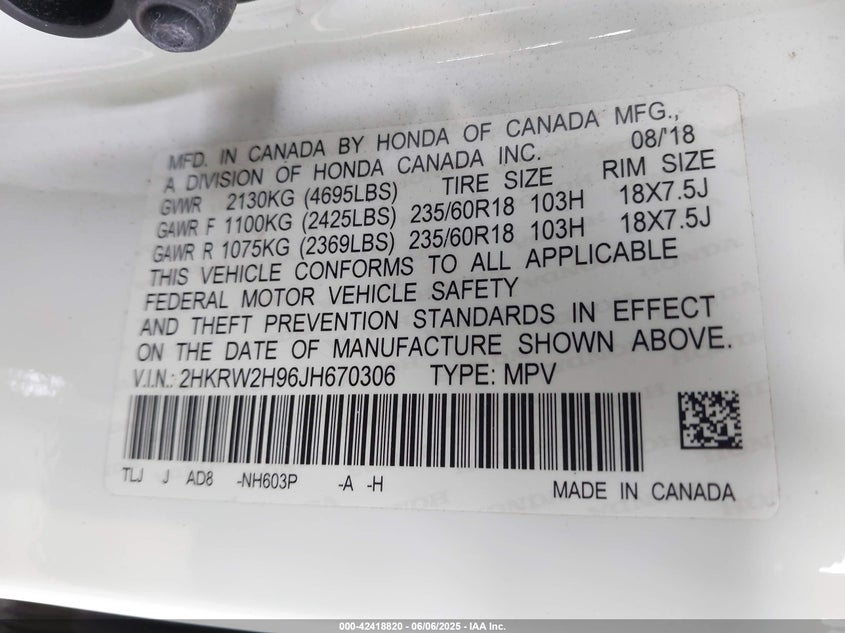 MFD. IN CANADA BY HONDA OF CANADA MFG., 08/'18
A DIVISION OF HONDA CANADA INC.
GVWR 2130KG (4695LBS) TIRE SIZE RIM SIZE
GAWR F 1100KG (2425LBS) 235/60R18 103H 18X7.5J
GAWR R 1075KG (2369LBS) 235/60R18 103H 18X7.5J
THIS VEHICLE CONFORMS TO ALL APPLICABLE
FEDERAL MOTOR VEHICLE SAFETY
AND THEFT PREVENTION STANDARDS IN EFFECT
ON THE DATE OF MANUFACTURE SHOWN ABOVE.
V.I.N.: 2HKRW2H96JH670306 TYPE: MPV
TLJ J AD8 -NH603P -A -H
MADE IN CANADA
000-42418820 - 06/06/2025 - IAA Inc.